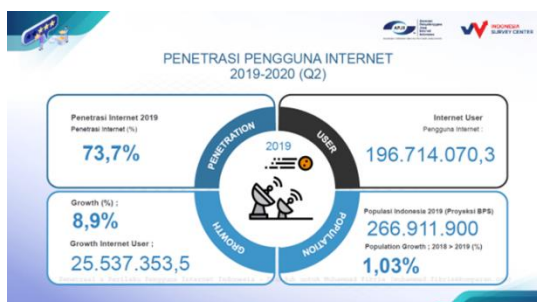 APJII
INDONESIA
SURVEY CENTER
PENETRASI PENGGUNA INTERNET
2019-2020 (Q2)
Penetrasi Internet 2019
Penetrasi Internet (%)
73,7%
PENETRATION
USER
2019
Internet User
Pengguna Internet :
196.714.070,3
Growth (%) ;
8,9%
Growth Internet User ;
25.537.353,5
GROWTH
POPULATION
Populasi Indonesia 2019 (Proyeksi BPS)
266.911.900
Population Growth ; 2018 > 2019 (%)
1,03%